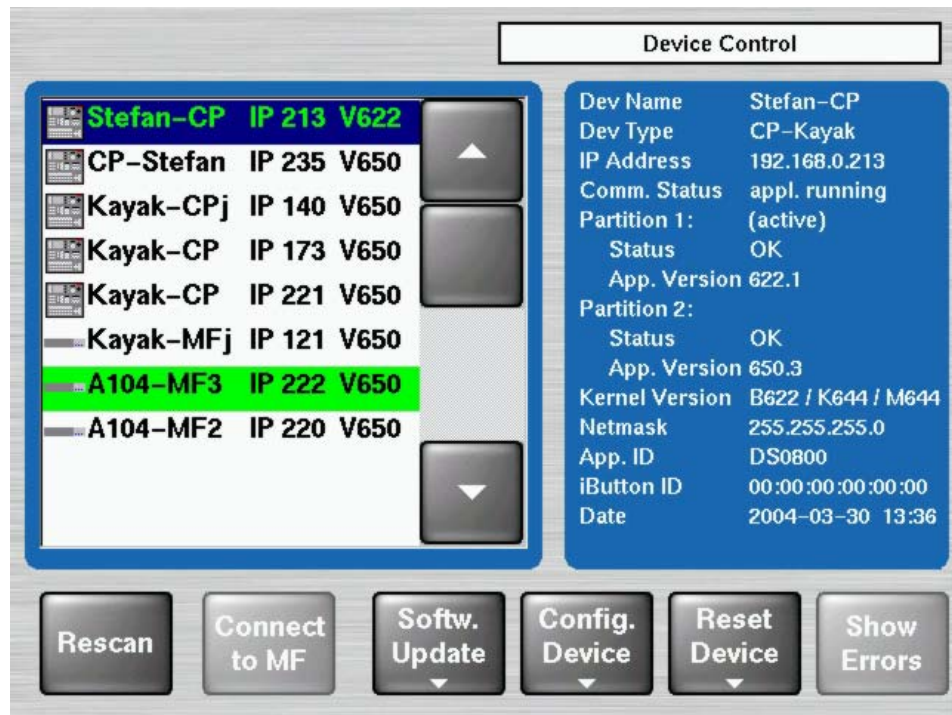 Device Control
Stefan-CP IP 213 V622
CP-Stefan IP 235 V650
Kayak-CPj IP 140 V650
Kayak-CP IP 173 V650
Kayak-CP IP 221 V650
Kayak-MFj IP 121 V650
A104-MF3 IP 222 V650
A104-MF2 IP 220 V650
Dev Name Stefan-CP
Dev Type CP-Kayak
IP Address 192.168.0.213
Comm. Status appl. running
Partition 1: (active)
Status OK
App. Version 622.1
Partition 2:
Status OK
App. Version 650.3
Kernel Version B622 / K644 / M644
Netmask 255.255.255.0
App. ID DS0800
iButton ID 00:00:00:00:00:00
Date 2004-03-30 13:36
Rescan
Connect
to MF
Softw.
Update
Config.
Device
Reset
Device
Show
Errors